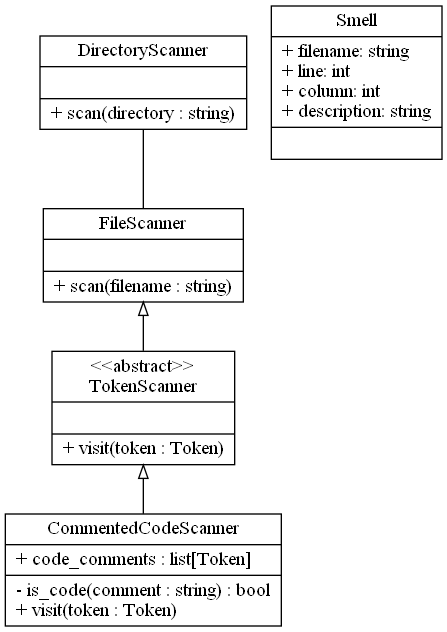 DirectoryScanner
+ scan(directory : string)
Smell
+ filename: string
+ line: int
+ column: int
+ description: string
FileScanner
+ scan(filename : string)
<<abstract>>
TokenScanner
+ visit(token : Token)
CommentedCodeScanner
+ code_comments : list[Token]
- is_code(comment : string) : bool
+ visit(token : Token)